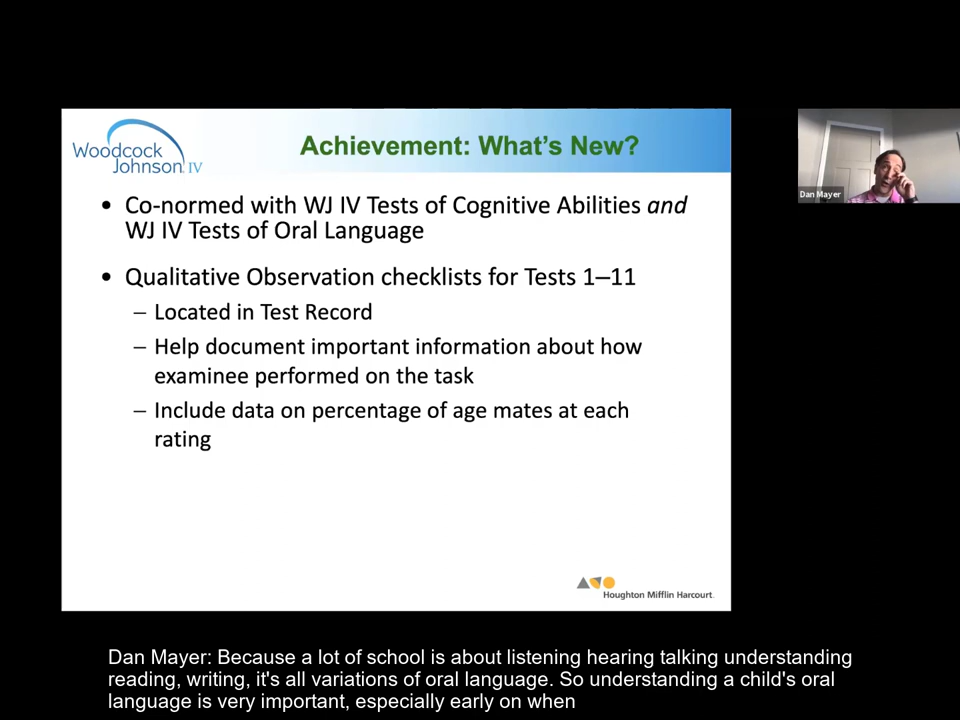 Woodcock
Johnson IV
Achievement: What's New?
• Co-normed with WJ IV Tests of Cognitive Abilities and
WJ IV Tests of Oral Language
• Qualitative Observation checklists for Tests 1–11
– Located in Test Record
– Help document important information about how
examinee performed on the task
– Include data on percentage of age mates at each
rating
Houghton Mifflin Harcourt
Dan Mayer
Dan Mayer: Because a lot of school is about listening hearing talking understanding
reading, writing, it's all variations of oral language. So understanding a child's oral
language is very important, especially early on when